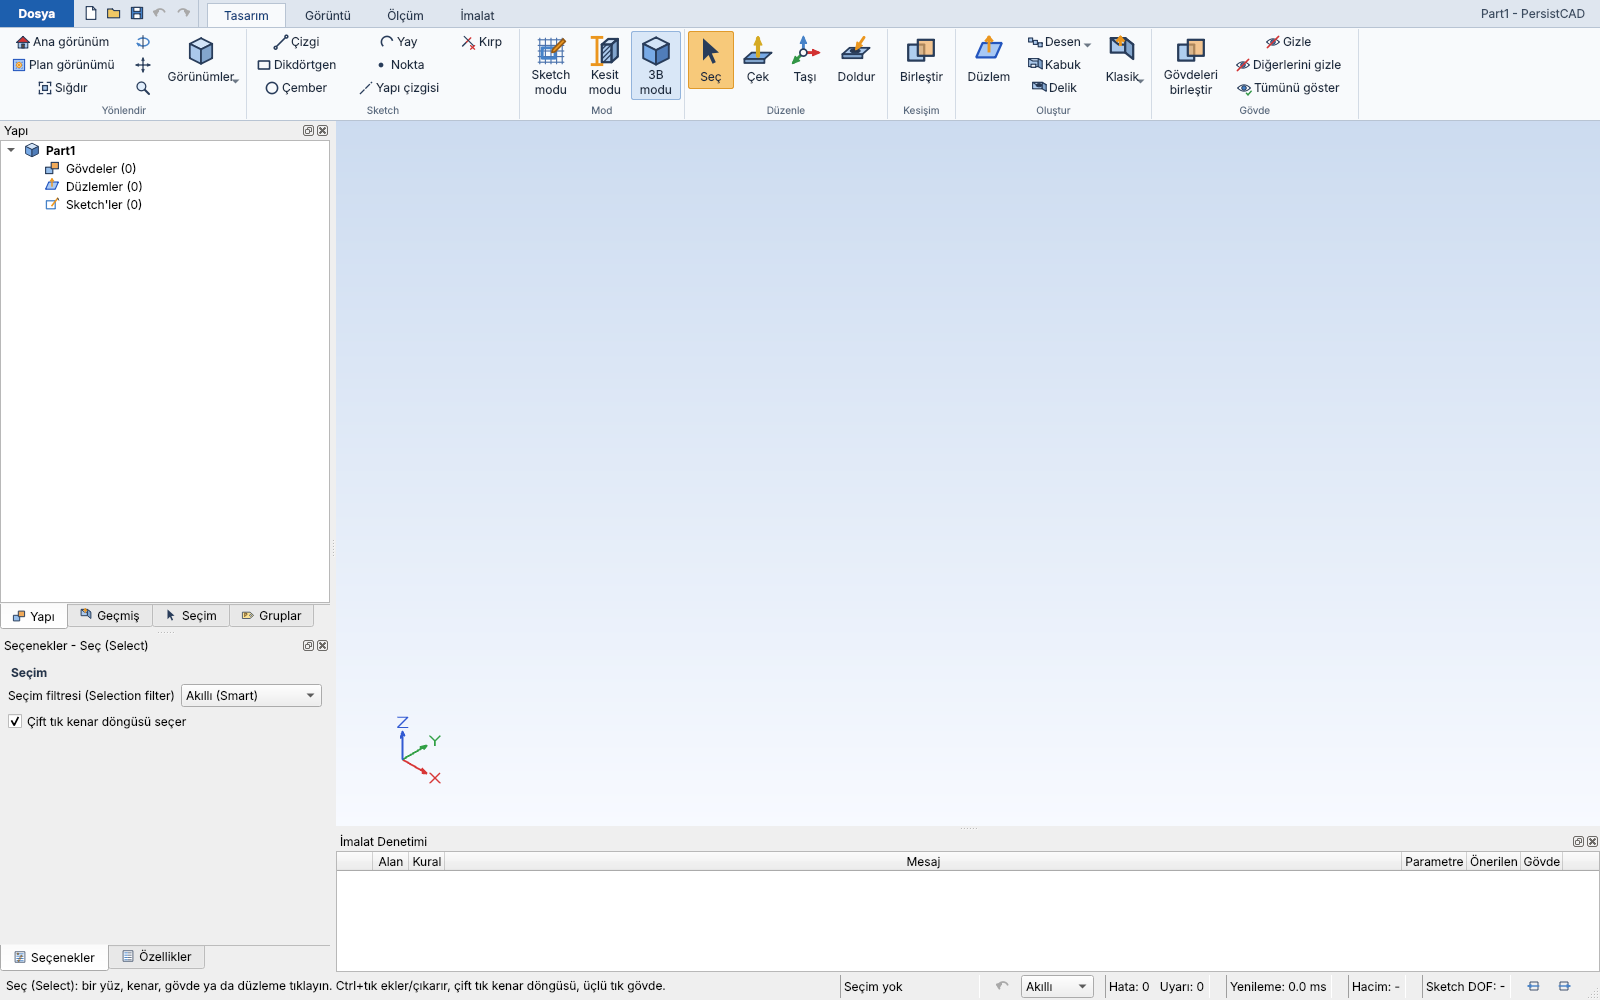 Dosya
Tasarım
Görüntü
Ölçüm
İmalat
Part1 - PersistCAD
Ana görünüm
Plan görünümü
Sığdır
Görünümler
Yönlendir
Çizgi
Dikdörtgen
Çember
Yay
Nokta
Yapı çizgisi
Kırp
Sketch
Sketch modu
Kesit modu
3B modu
Mod
Seç
Çek
Taşı
Doldur
Düzenle
Birleştir
Kesişim
Düzlem
Desen
Kabuk
Delik
Klasik
Oluştur
Gövdeleri birleştir
Gizle
Diğerlerini gizle
Tümünü göster
Gövde
Yapı
Part1
Gövdeler (0)
Düzlemler (0)
Sketch'ler (0)
Yapı
Geçmiş
Seçim
Gruplar
Seçenekler - Seç (Select)
Seçim
Seçim filtresi (Selection filter)
Akıllı (Smart)
Çift tık kenar döngüsü seçer
Seçenekler
Özellikler
Z
Y
X
İmalat Denetimi
Alan
Kural
Mesaj
Parametre
Önerilen
Gövde
Seç (Select): bir yüz, kenar, gövde ya da düzleme tıklayın. Ctrl+tık ekler/çıkarır, çift tık kenar döngüsü, üçlü tık gövde.
Seçim yok
Akıllı
Hata: 0
Uyarı: 0
Yenileme: 0.0 ms
Hacim: -
Sketch DOF: -